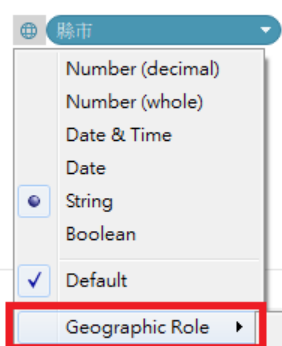 縣市
Number (decimal)
Number (whole)
Date & Time
Date
String
Boolean
Default
Geographic Role